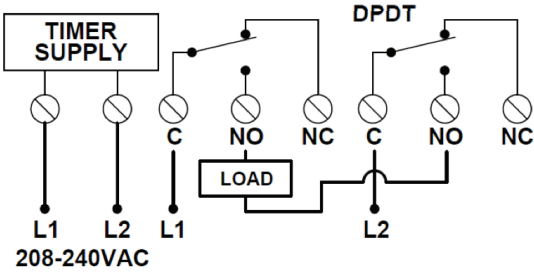 DPDT
TIMER
SUPPLY
C NO NC C NO NC
LOAD
L1 L2 L1 L2
208-240VAC